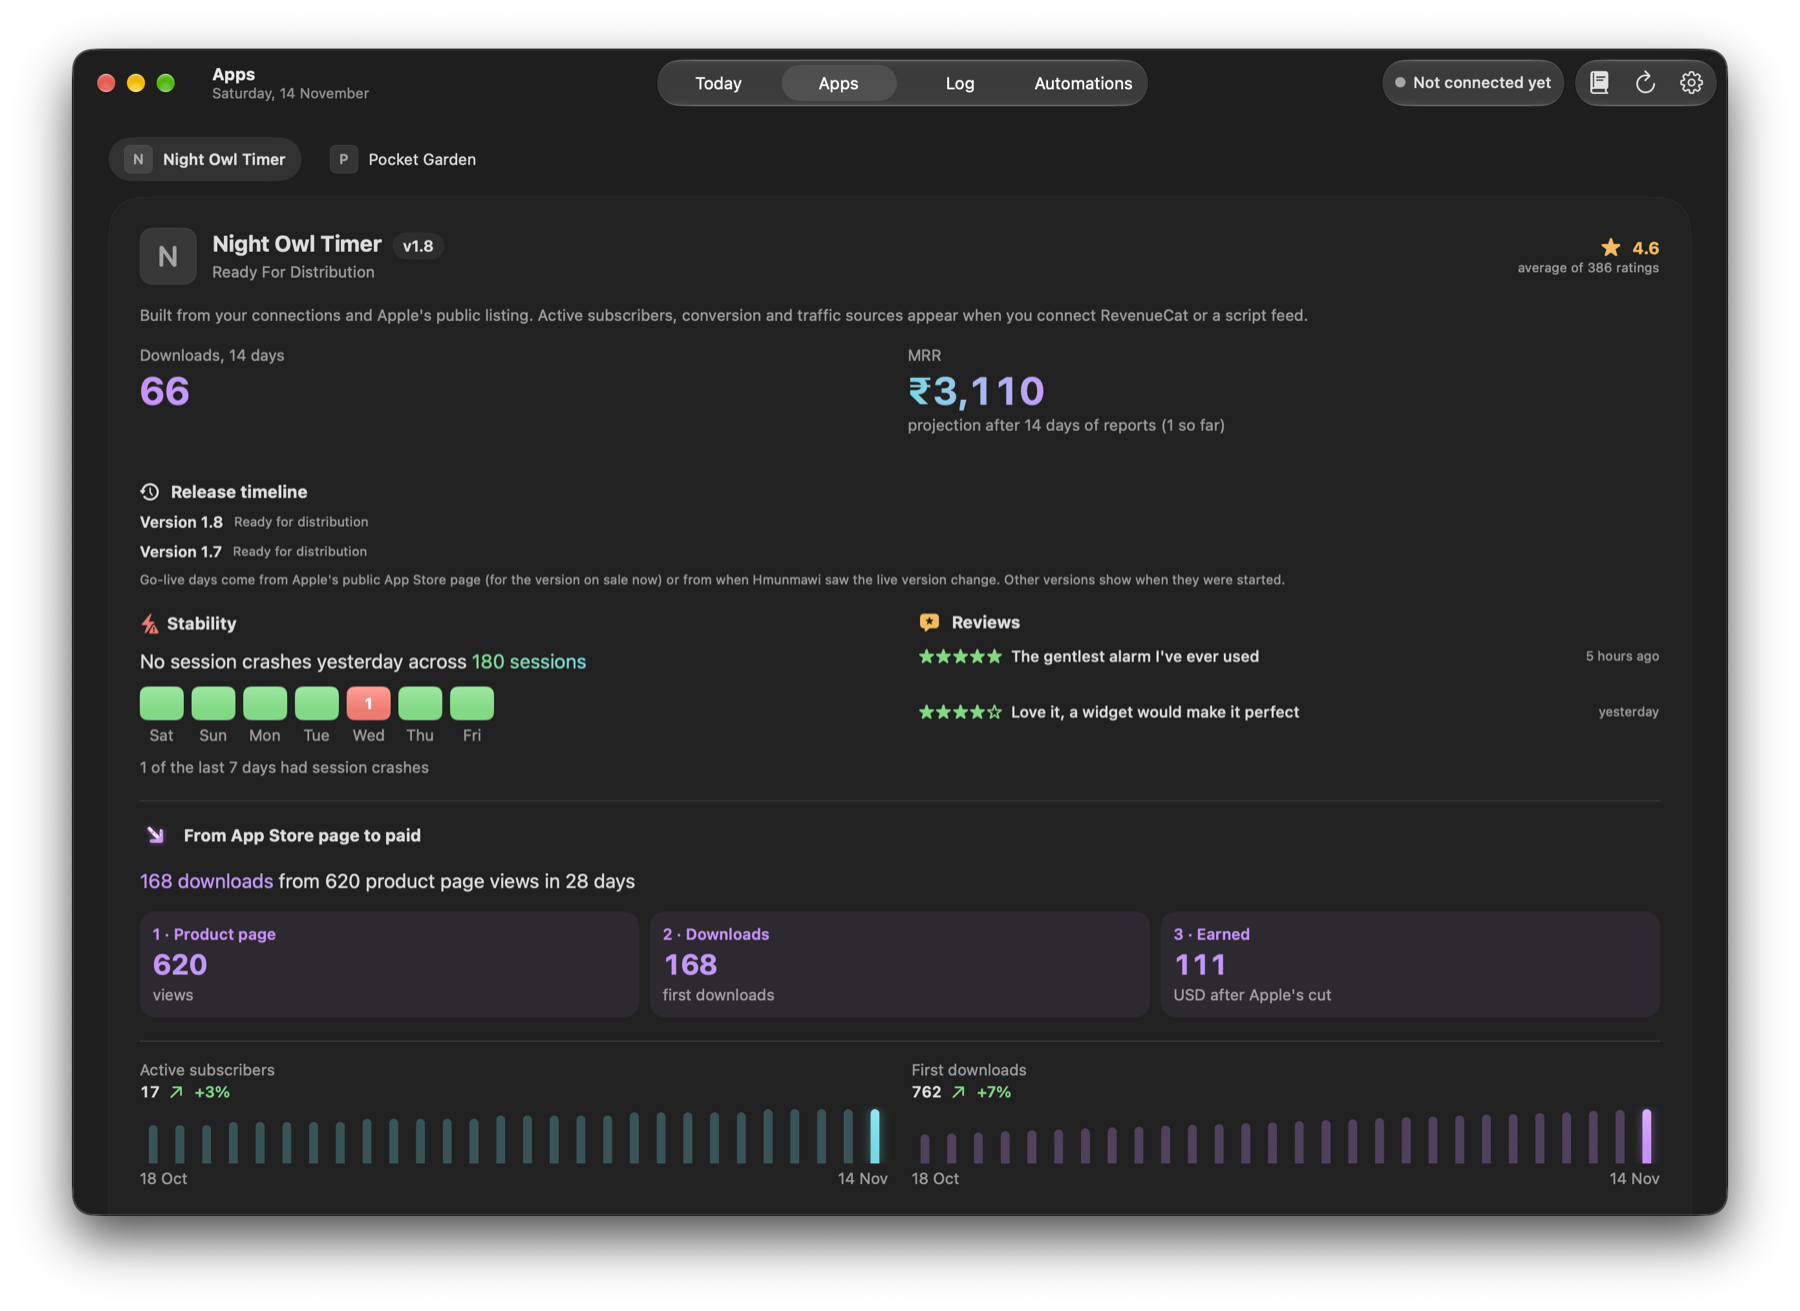 Apps
Saturday, 14 November
Today
Apps
Log
Automations
Not connected yet
N Night Owl Timer
P Pocket Garden
N
Night Owl Timer v1.8
Ready For Distribution
★ 4.6
average of 386 ratings
Built from your connections and Apple's public listing. Active subscribers, conversion and traffic sources appear when you connect RevenueCat or a script feed.
Downloads, 14 days
66
MRR
₹3,110
projection after 14 days of reports (1 so far)
Release timeline
Version 1.8 Ready for distribution
Version 1.7 Ready for distribution
Go-live days come from Apple's public App Store page (for the version on sale now) or from when Hmunmawi saw the live version change. Other versions show when they were started.
Stability
No session crashes yesterday across 180 sessions
1
Sat Sun Mon Tue Wed Thu Fri
1 of the last 7 days had session crashes
Reviews
★★★★★ The gentlest alarm I've ever used 5 hours ago
★★★★☆ Love it, a widget would make it perfect yesterday
From App Store page to paid
168 downloads from 620 product page views in 28 days
1 · Product page
620
views
2 · Downloads
168
first downloads
3 · Earned
111
USD after Apple's cut
Active subscribers
17 ↗ +3%
18 Oct 14 Nov
First downloads
762 ↗ +7%
18 Oct 14 Nov